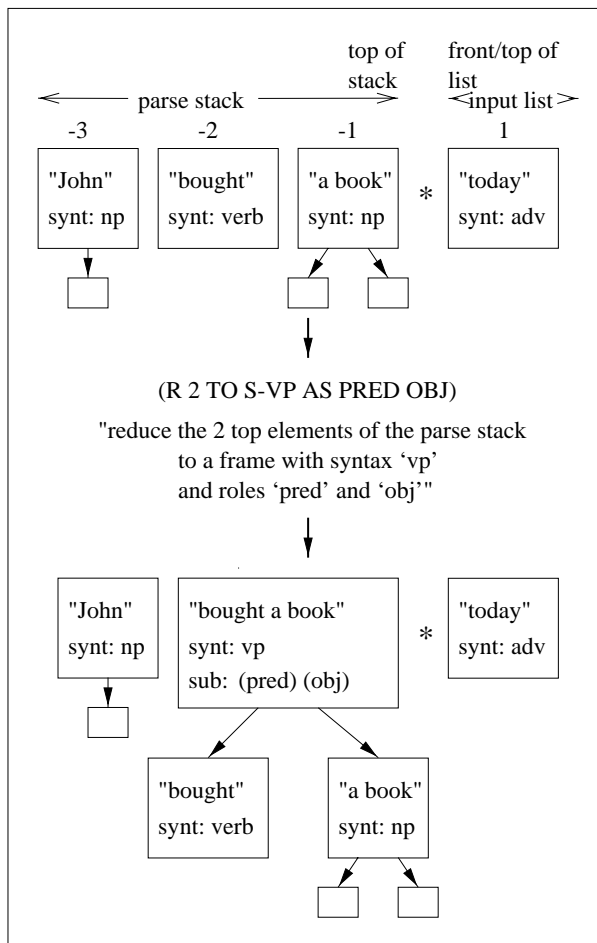 top of
stack
front/top of
list
parse stack
input list
-3 -2 -1 1
"John"
synt: np
"bought"
synt: verb
"a book"
synt: np
*
"today"
synt: adv
(R 2 TO S-VP AS PRED OBJ)
"reduce the 2 top elements of the parse stack
to a frame with syntax ‘vp’
and roles ‘pred’ and ‘obj’"
"John"
synt: np
"bought a book"
synt: vp
sub: (pred) (obj)
*
"today"
synt: adv
"bought"
synt: verb
"a book"
synt: np